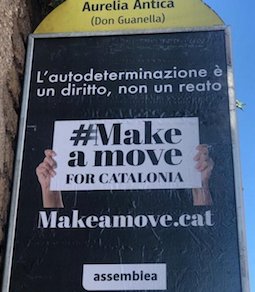 Aurelia Antica
(Don Guanella)
L'autodeterminazione è
un diritto, non un reato
#Make
a move
FOR CATALONIA
Makeamove.cat
assemblea